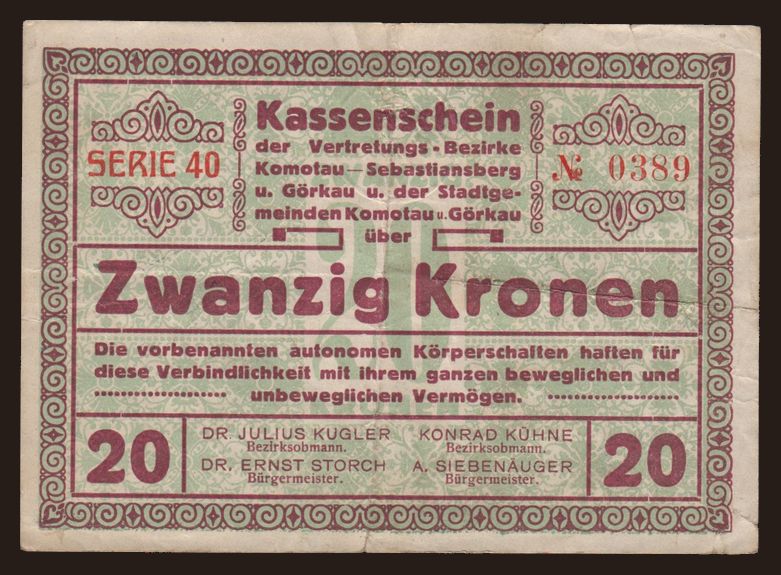 Kassenschein
der Vertretungs-Bezirke
Komotau—Sebastiansberg
u. Görkau u. der Stadtge-
meinden Komotau u. Görkau
über
SERIE 40
№ 0389
Zwanzig Kronen
Die vorbenannten autonomen Körperschalten haften für
diese Verbindlichkeit mit ihrem ganzen beweglichen und
unbeweglichen Vermögen.
20
DR. JULIUS KUGLER
Bezirksobmann.
DR. ERNST STORCH
Bürgermeister.
KONRAD KÜHNE
Bezirksobmann.
A. SIEBENÄUGER
Bürgermeister.
20